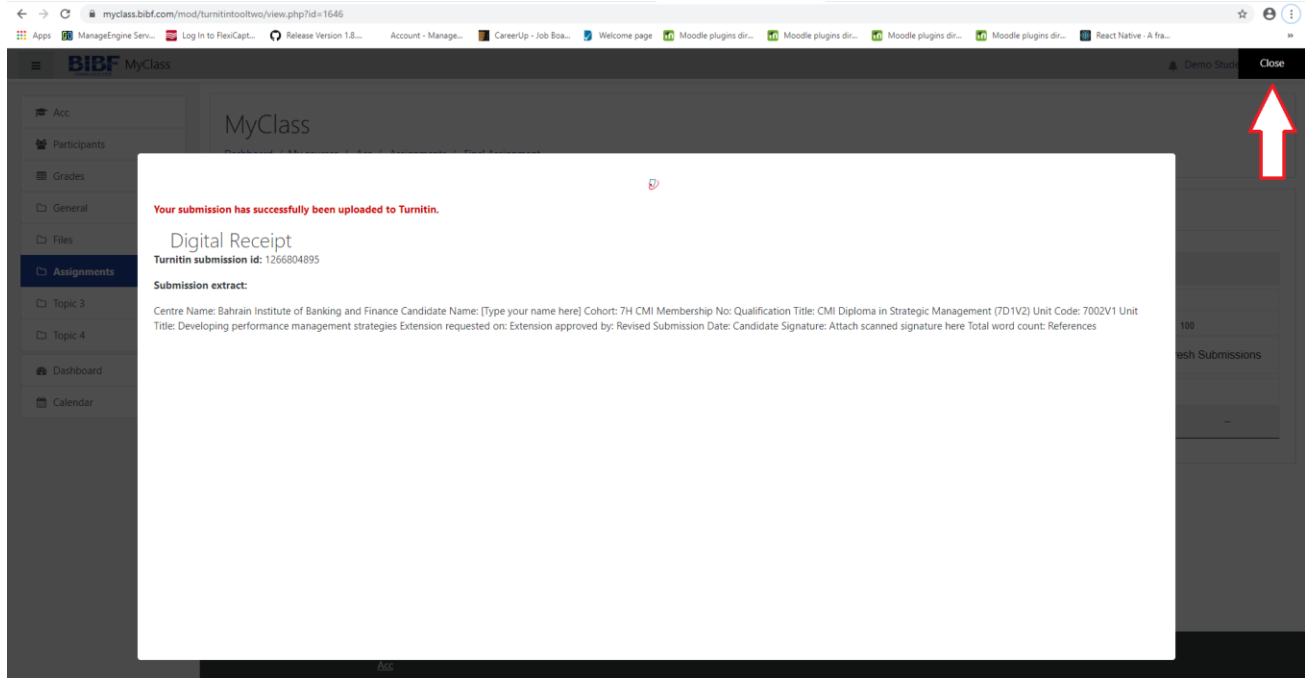 myclass.bibf.com/mod/turnitintooltwo/view.php?id=1646
Apps ManageEngine Serv... Log In to FlexiCapt... Release Version 1.8... Account - Manage... CareerUp - Job Boa... Welcome page Moodle plugins dir... Moodle plugins dir... Moodle plugins dir... Moodle plugins dir... React Native · A fra...
BIBF MyClass
Demo Stude
Close
Acc
MyClass
Participants
Dashboard / My courses / Acc / Assignments / Final Assignment
Grades
General
Your submission has successfully been uploaded to Turnitin.
Files
Digital Receipt
Turnitin submission id: 1266804895
Assignments
Submission extract:
Topic 3
Centre Name: Bahrain Institute of Banking and Finance Candidate Name: [Type your name here] Cohort: 7H CMI Membership No: Qualification Title: CMI Diploma in Strategic Management (7D1V2) Unit Code: 7002V1 Unit
Title: Developing performance management strategies Extension requested on: Extension approved by: Revised Submission Date: Candidate Signature: Attach scanned signature here Total word count: References
100
Topic 4
resh Submissions
Dashboard
Calendar
--
Acc